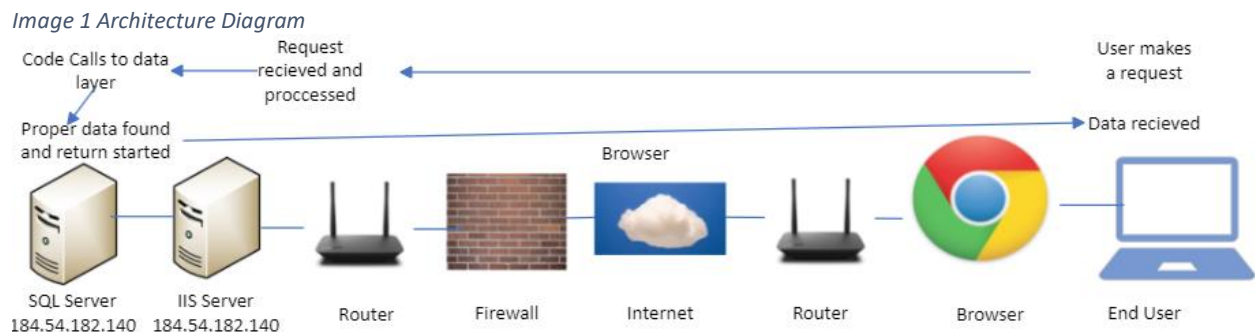 Image 1 Architecture Diagram
Code Calls to data
layer
Request
recieved and
proccessed
User makes
a request
Proper data found
and return started
Data recieved
Browser
SQL Server
184.54.182.140
IIS Server
184.54.182.140
Router
Firewall
Internet
Router
Browser
End User